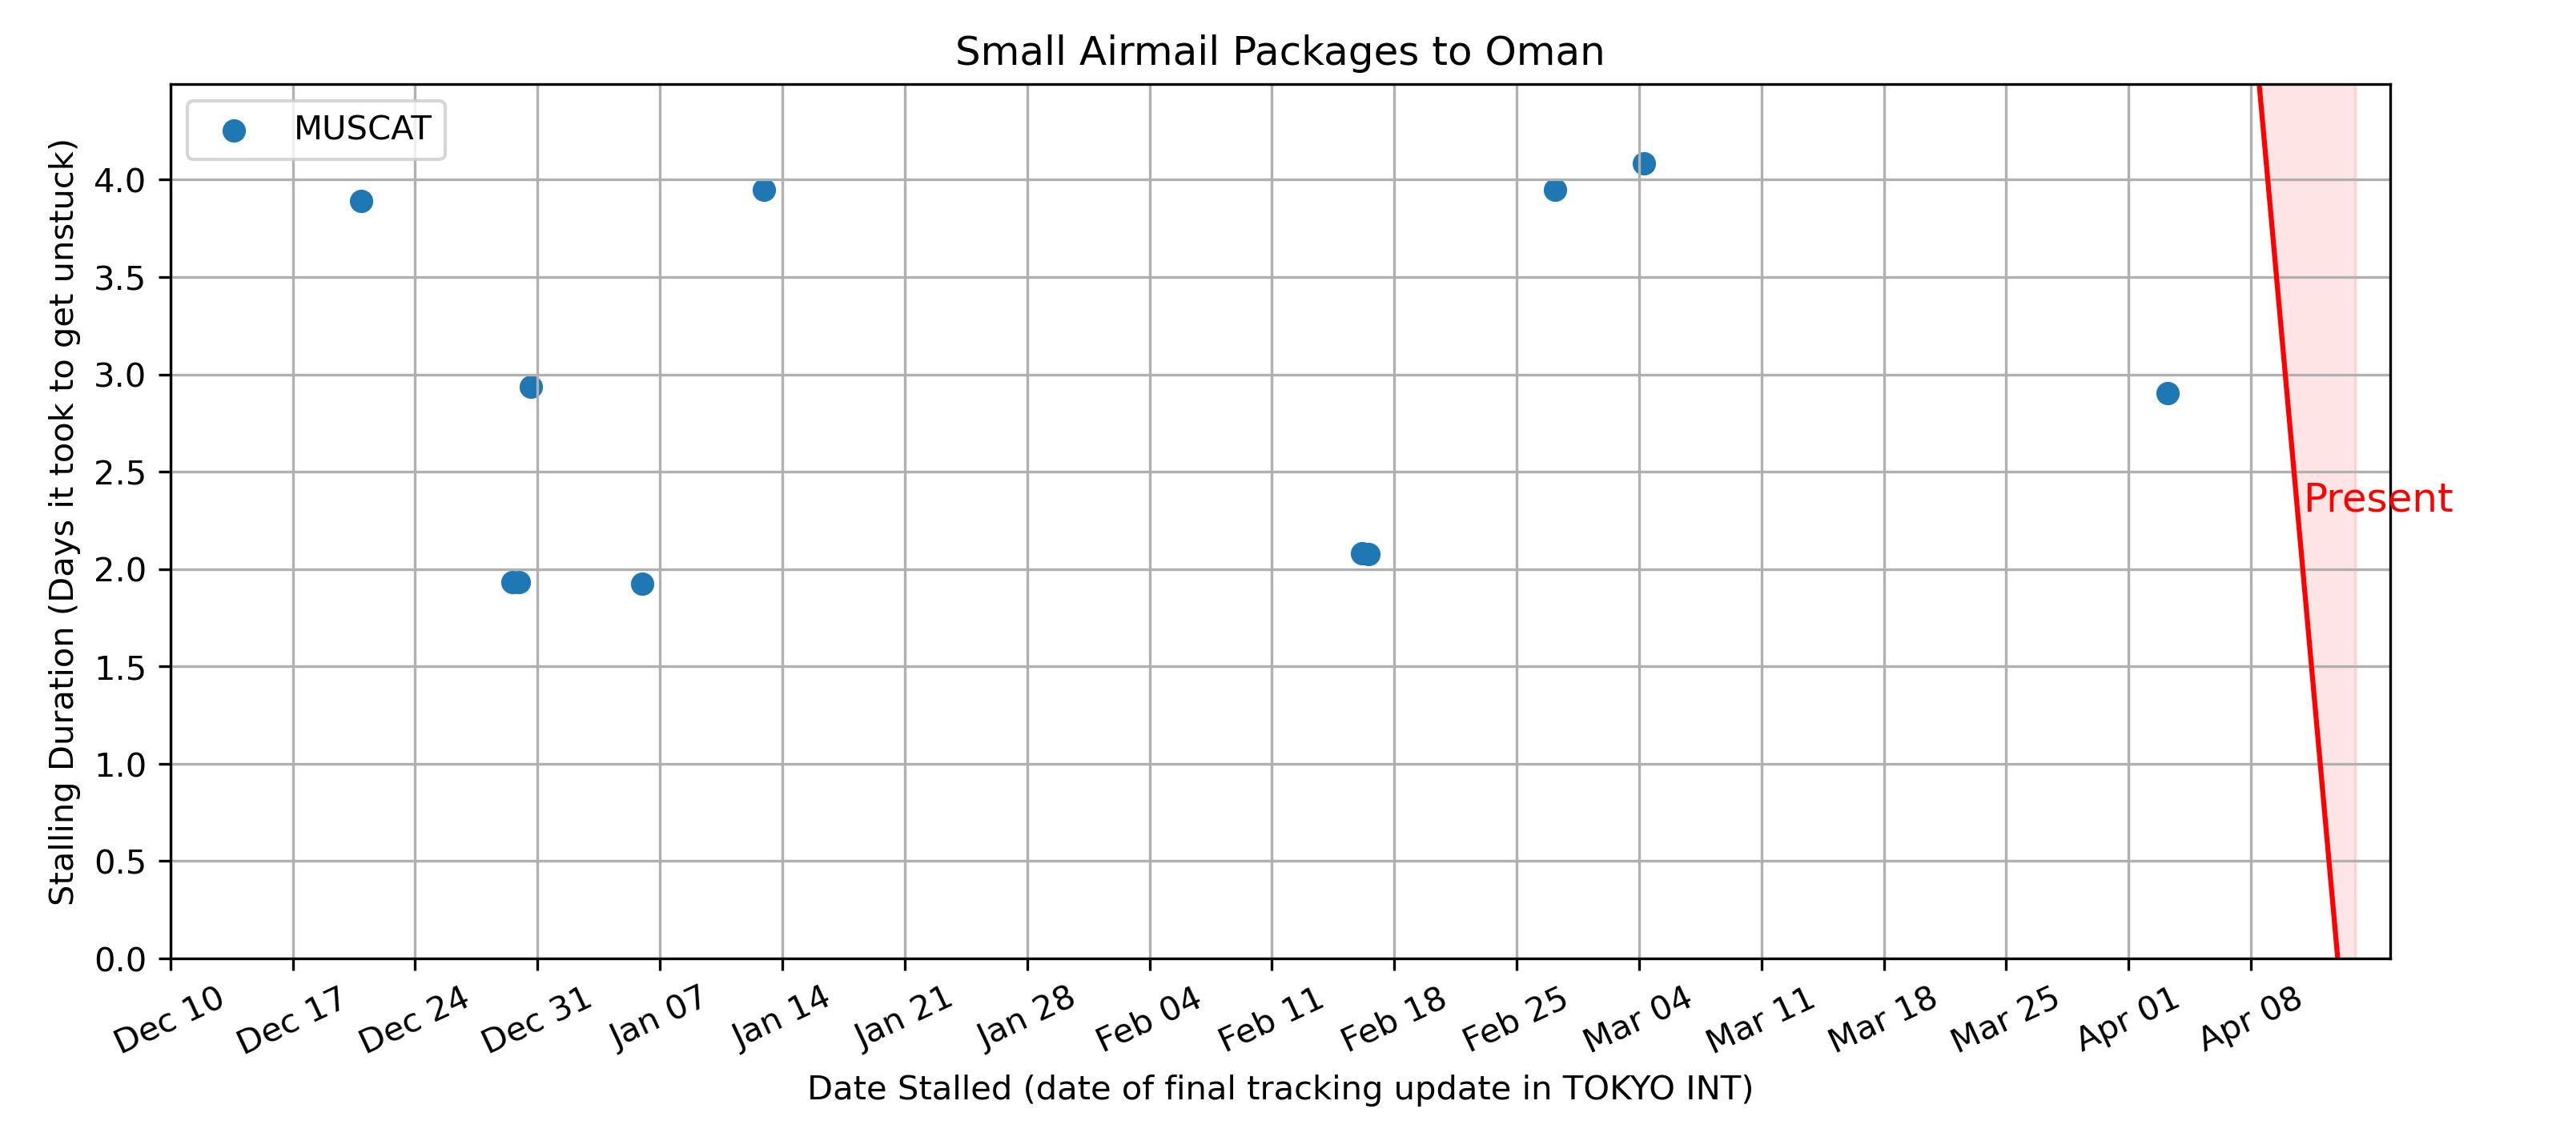 Small Airmail Packages to Oman
MUSCAT
Stalling Duration (Days it took to get unstuck)
4.0
3.5
3.0
2.5
2.0
1.5
1.0
0.5
0.0
Present
Dec 10
Dec 17
Dec 24
Dec 31
Jan 07
Jan 14
Jan 21
Jan 28
Feb 04
Feb 11
Feb 18
Feb 25
Mar 04
Mar 11
Mar 18
Mar 25
Apr 01
Apr 08
Date Stalled (date of final tracking update in TOKYO INT)